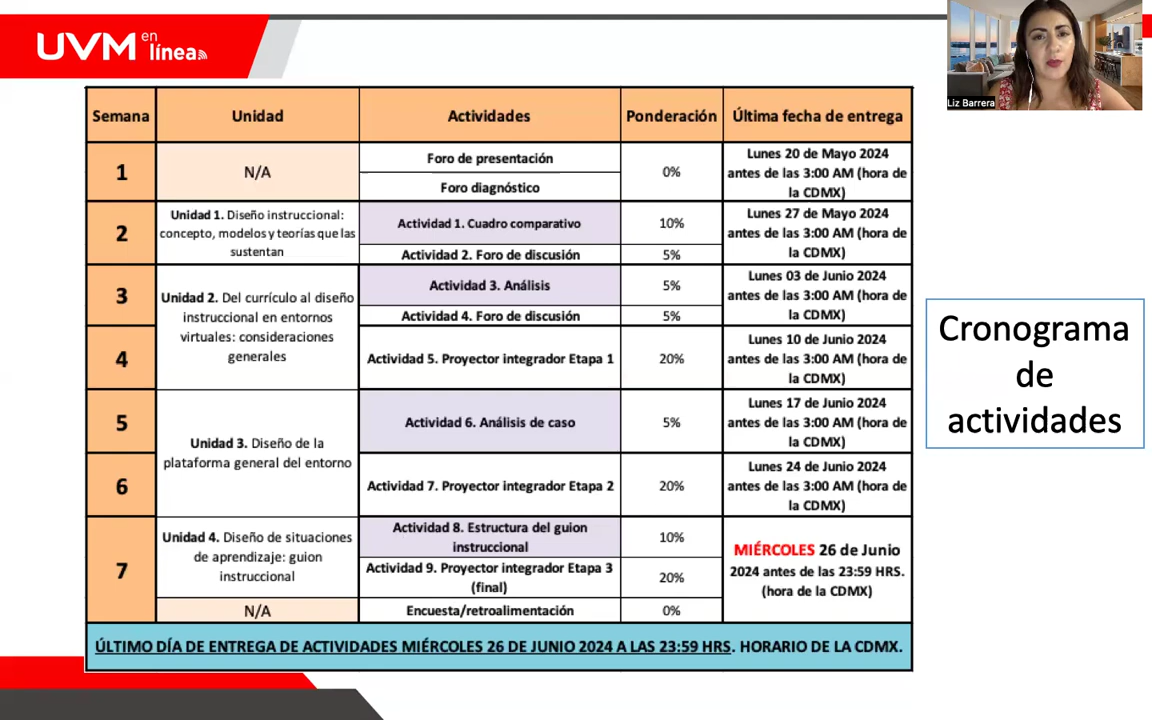 UVM en línea
Liz Barrera
Semana Unidad Actividades Ponderación Última fecha de entrega
1
N/A
Foro de presentación
Foro diagnóstico
0%
Lunes 20 de Mayo 2024
antes de las 3:00 AM (hora de
la CDMX)
2
Unidad 1. Diseño instruccional:
concepto, modelos y teorías que las
sustentan
Actividad 1. Cuadro comparativo
10%
Actividad 2. Foro de discusión
5%
Lunes 27 de Mayo 2024
antes de las 3:00 AM (hora de
la CDMX)
3
Unidad 2. Del currículo al diseño
instruccional en entornos
virtuales: consideraciones
generales
Actividad 3. Análisis
5%
Actividad 4. Foro de discusión
5%
Lunes 03 de Junio 2024
antes de las 3:00 AM (hora de
la CDMX)
4
Actividad 5. Proyector integrador Etapa 1
20%
Lunes 10 de Junio 2024
antes de las 3:00 AM (hora de
la CDMX)
5
Unidad 3. Diseño de la
plataforma general del entorno
Actividad 6. Análisis de caso
5%
Lunes 17 de Junio 2024
antes de las 3:00 AM (hora de
la CDMX)
6
Actividad 7. Proyector integrador Etapa 2
20%
Lunes 24 de Junio 2024
antes de las 3:00 AM (hora de
la CDMX)
7
Unidad 4. Diseño de situaciones
de aprendizaje: guion
instruccional
Actividad 8. Estructura del guion
instruccional
10%
Actividad 9. Proyector integrador Etapa 3
(final)
20%
N/A
Encuesta/retroalimentación
0%
MIÉRCOLES 26 de Junio
2024 antes de las 23:59 HRS.
(hora de la CDMX)
ÚLTIMO DÍA DE ENTREGA DE ACTIVIDADES MIÉRCOLES 26 DE JUNIO 2024 A LAS 23:59 HRS. HORARIO DE LA CDMX.
Cronograma
de
actividades